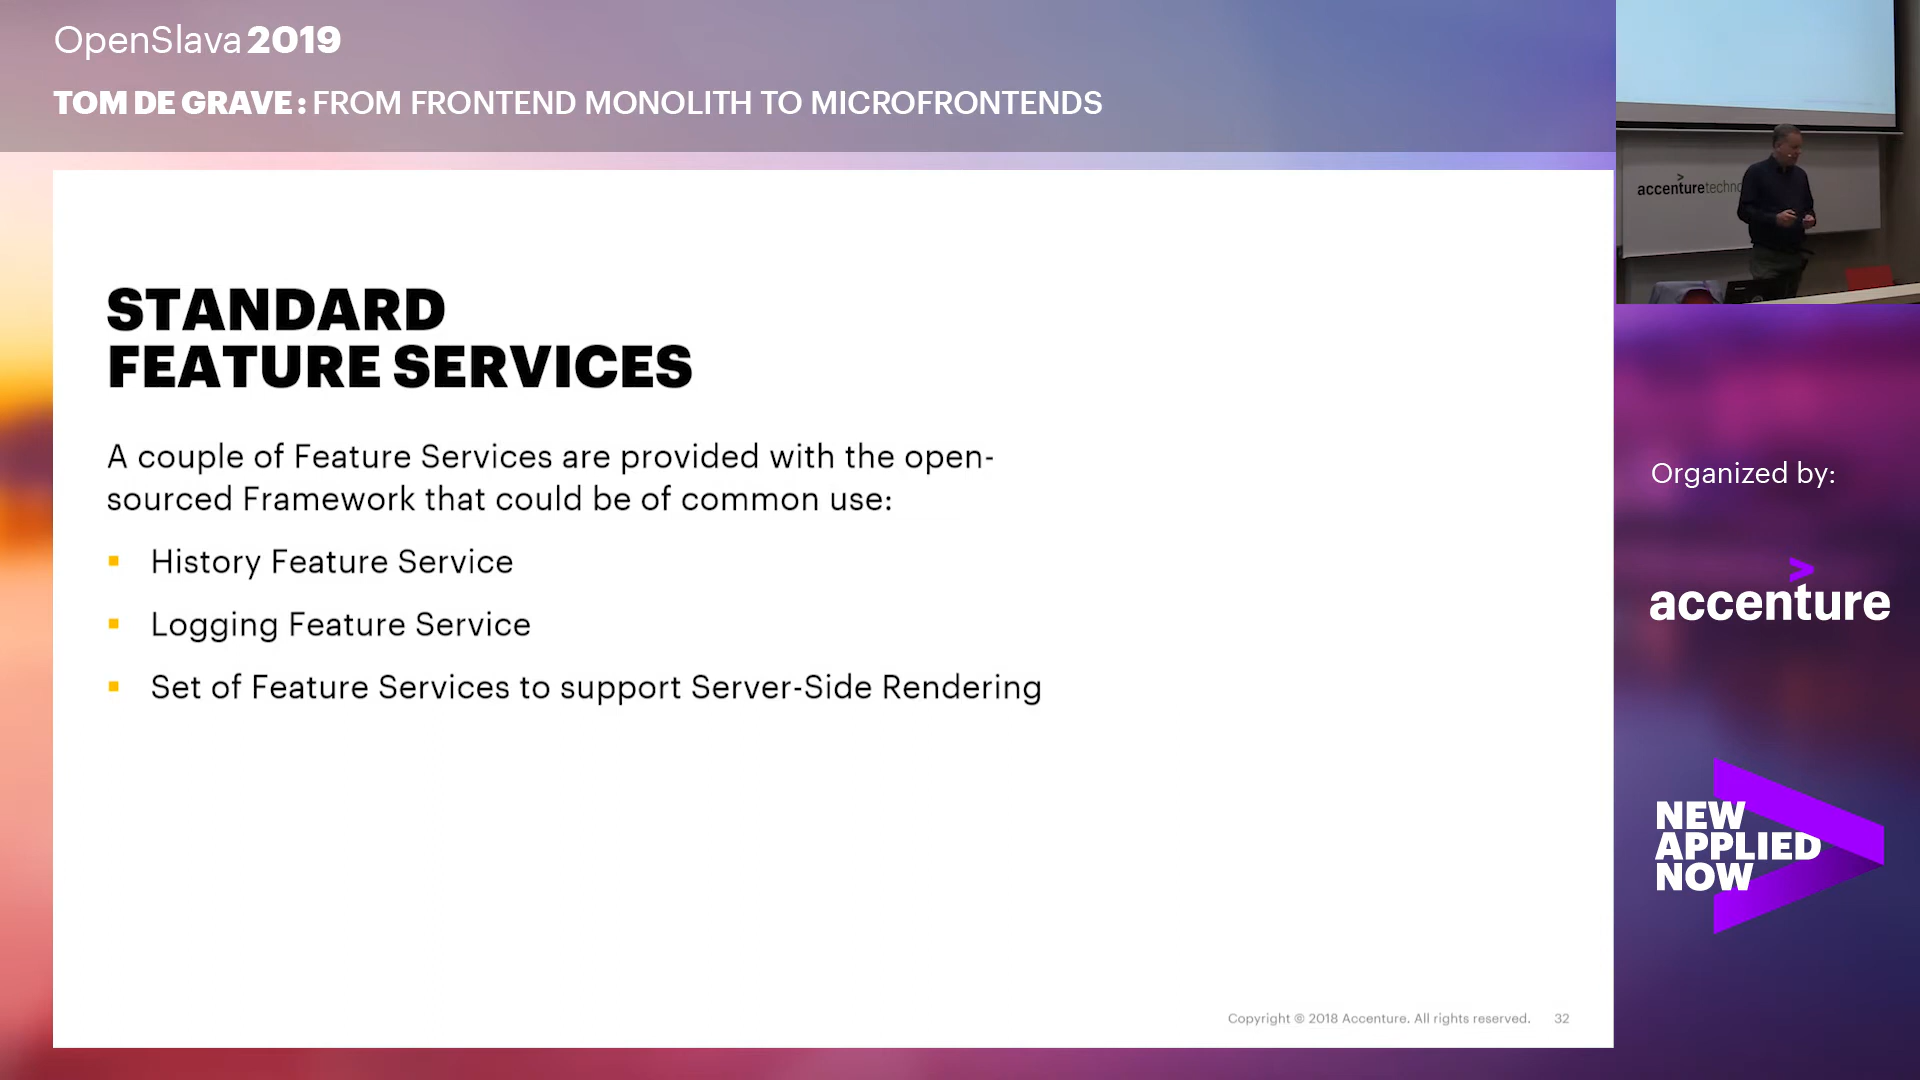 OpenSlava 2019
TOM DE GRAVE: FROM FRONTEND MONOLITH TO MICROFRONTENDS
accenturetechno
STANDARD
FEATURE SERVICES
A couple of Feature Services are provided with the open-
sourced Framework that could be of common use:
▪ History Feature Service
▪ Logging Feature Service
▪ Set of Feature Services to support Server-Side Rendering
Copyright © 2018 Accenture. All rights reserved. 32
Organized by:
accenture
NEW
APPLIED
NOW